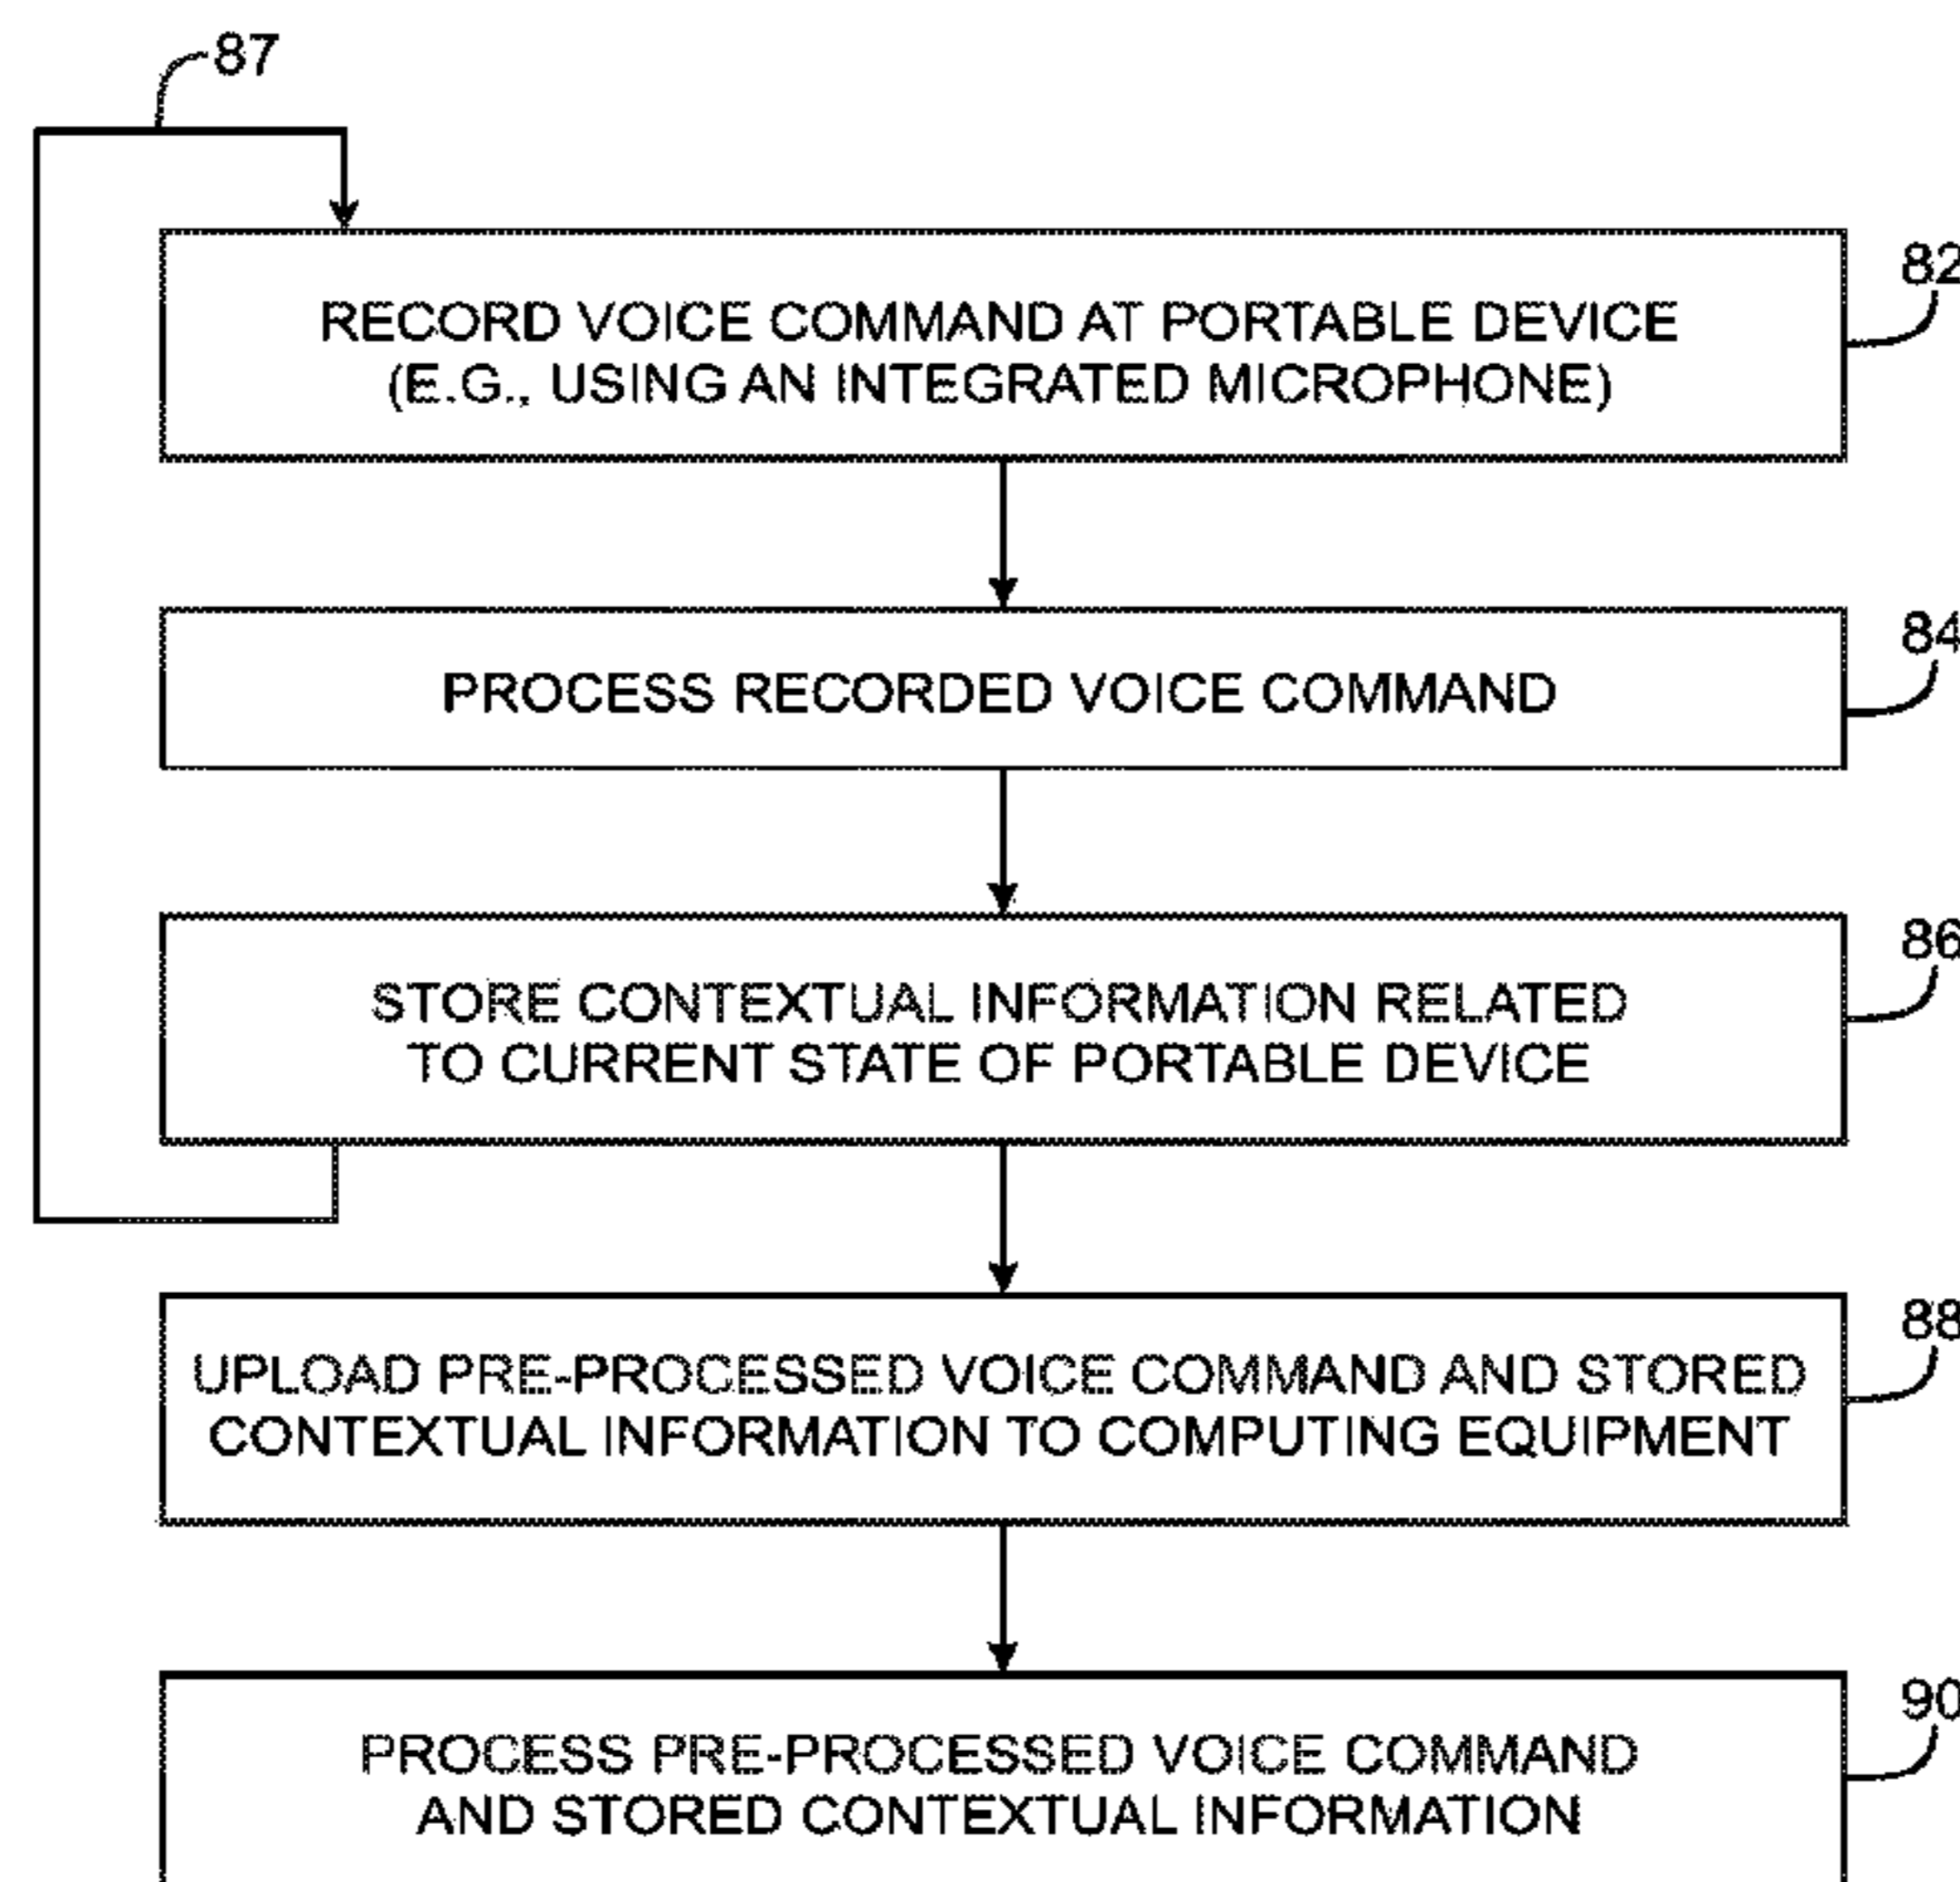 87
82
RECORD VOICE COMMAND AT PORTABLE DEVICE
(E.G., USING AN INTEGRATED MICROPHONE)
84
PROCESS RECORDED VOICE COMMAND
86
STORE CONTEXTUAL INFORMATION RELATED
TO CURRENT STATE OF PORTABLE DEVICE
88
UPLOAD PRE-PROCESSED VOICE COMMAND AND STORED
CONTEXTUAL INFORMATION TO COMPUTING EQUIPMENT
90
PROCESS PRE-PROCESSED VOICE COMMAND
AND STORED CONTEXTUAL INFORMATION